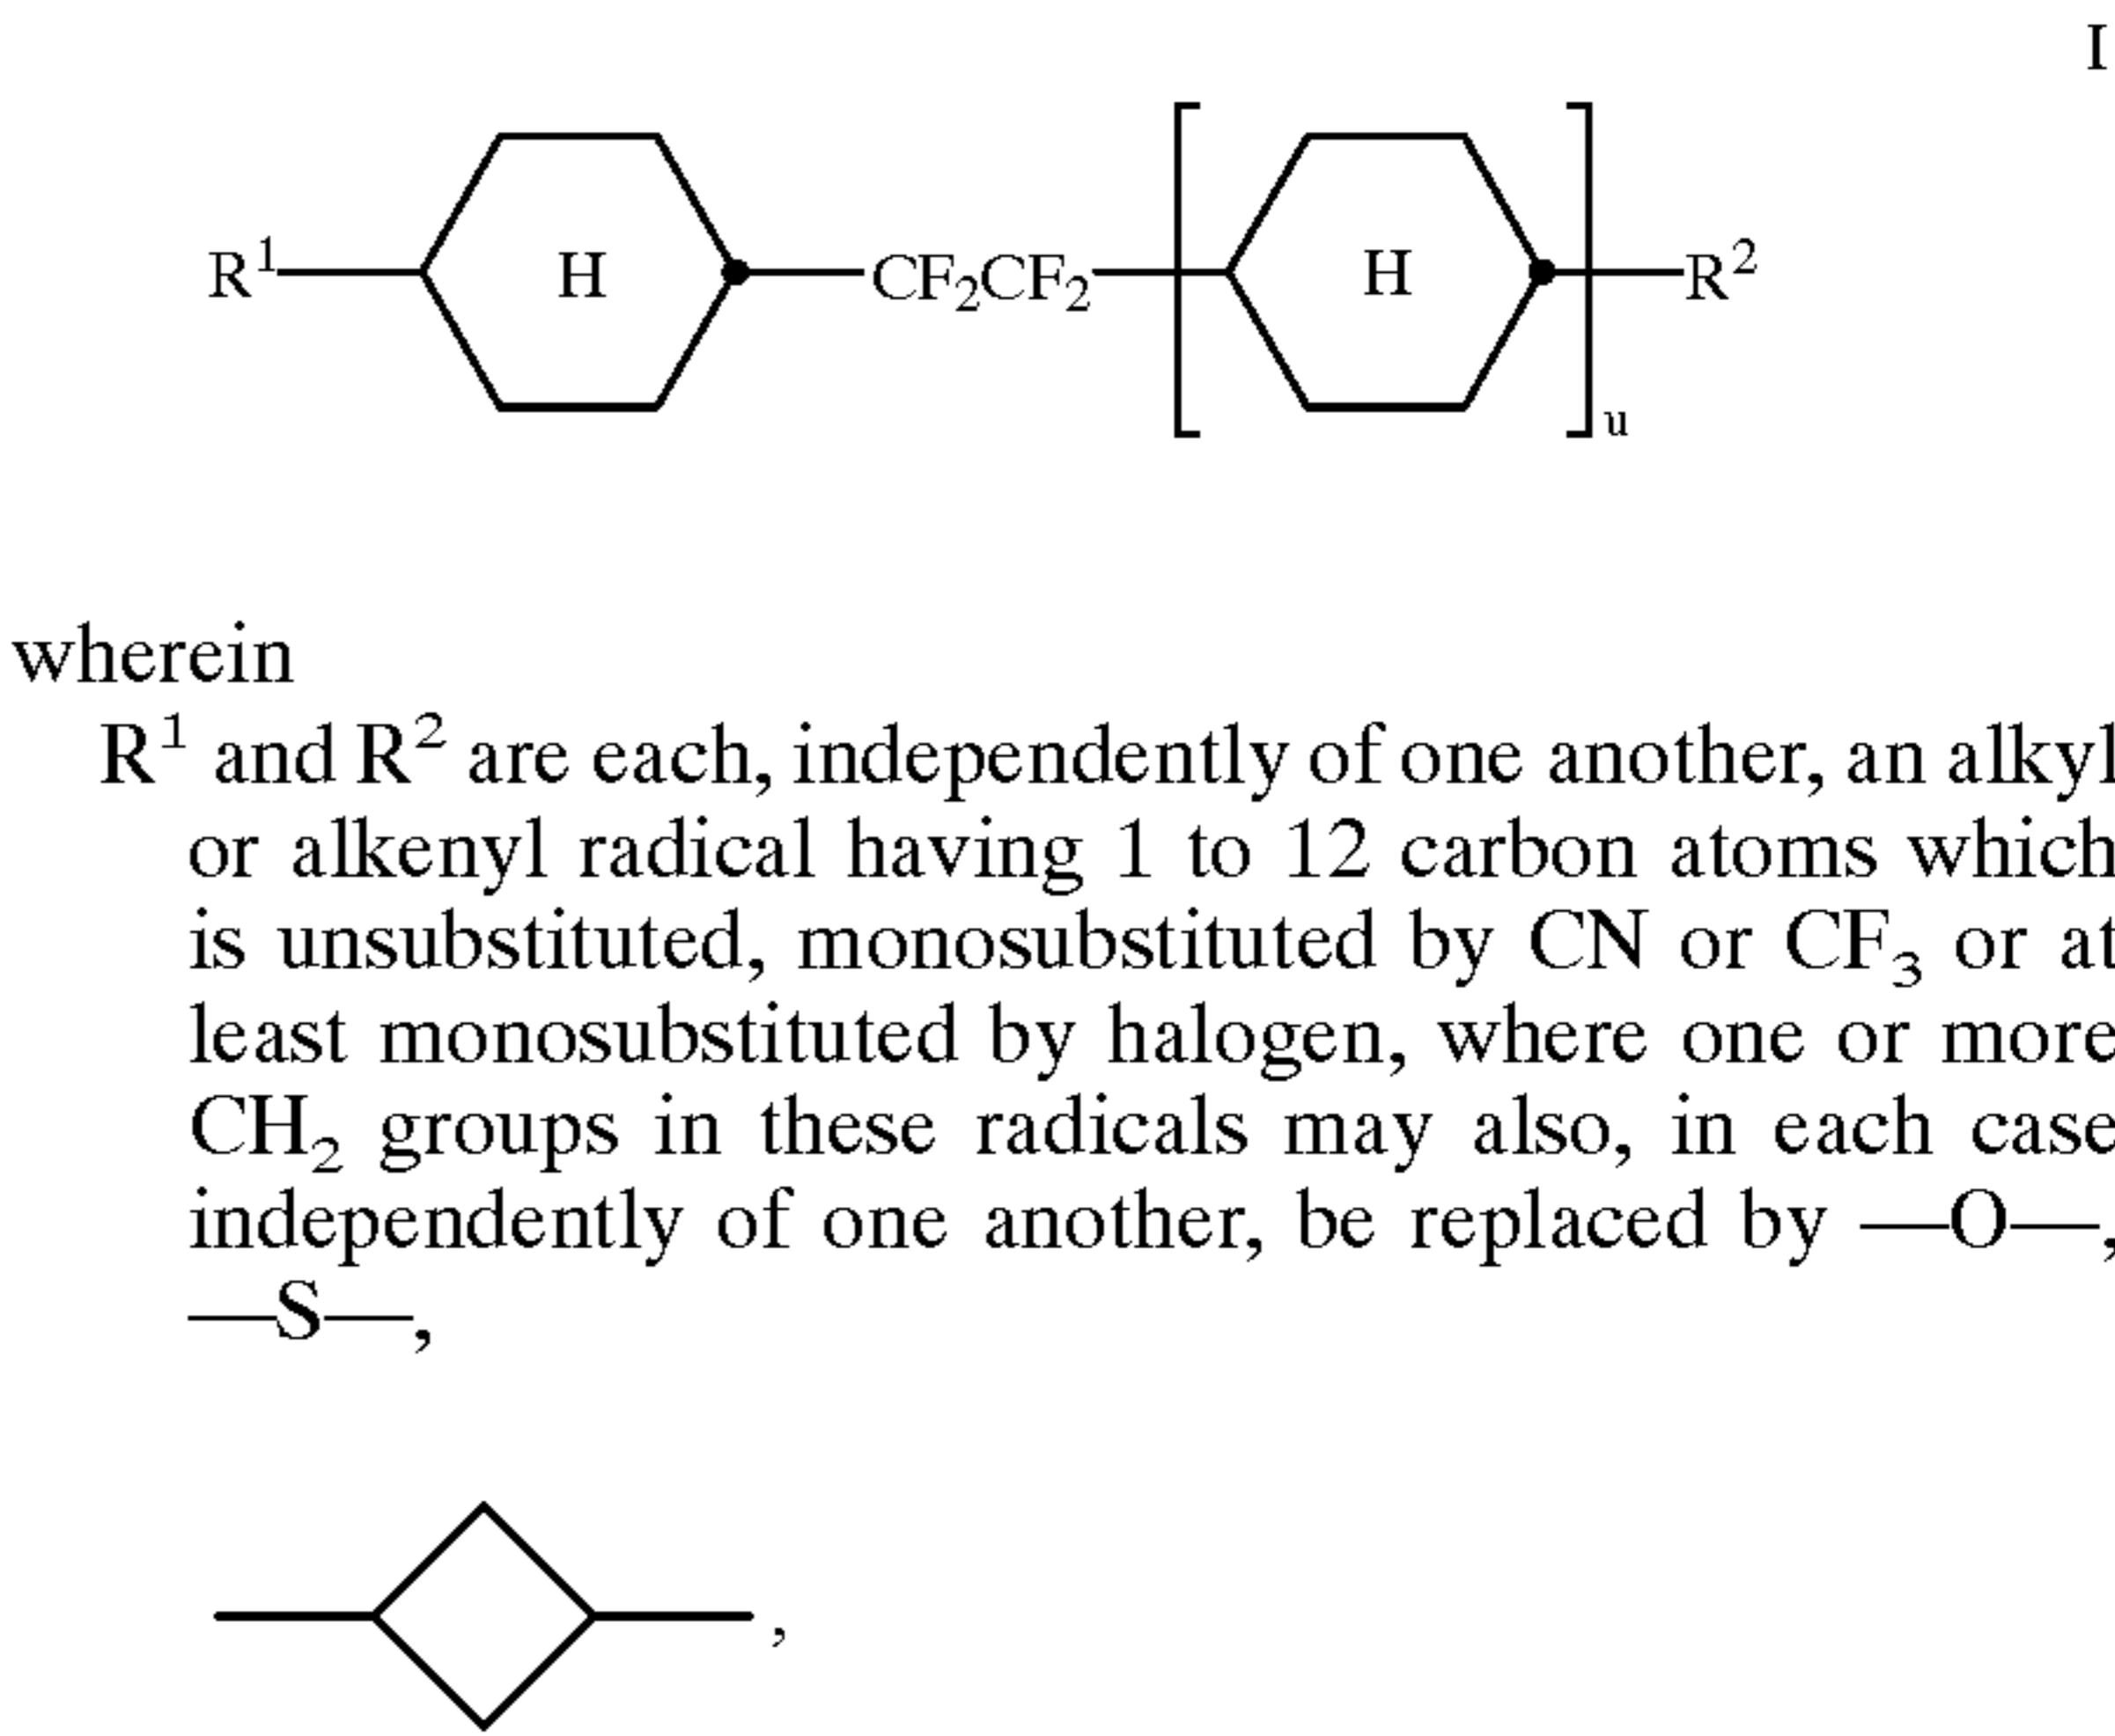 I
R¹ H CF₂CF₂ H R² u
wherein
R¹ and R² are each, independently of one another, an alkyl
or alkenyl radical having 1 to 12 carbon atoms which
is unsubstituted, monosubstituted by CN or CF₃ or at
least monosubstituted by halogen, where one or more
CH₂ groups in these radicals may also, in each case
independently of one another, be replaced by —O—,
—S—,
,